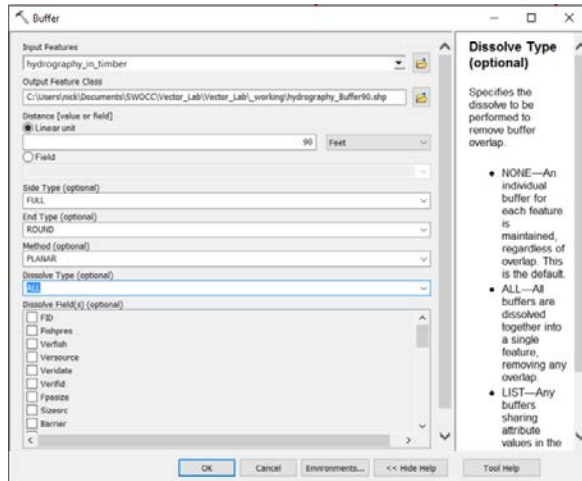 Buffer
Input Features
hydrography_in_timber
Output Feature Class
C:\Users\nick\Documents\SWOCC\Vector_Lab\Vector_Lab\_working\hydrography_Buffer90.shp
Distance [value or field]
Linear unit
90 Feet
Field
Side Type (optional)
FULL
End Type (optional)
ROUND
Method (optional)
PLANAR
Dissolve Type (optional)
ALL
Dissolve Field(s) (optional)
FID
Fishpres
Verfish
Versource
Veridate
Verifid
Fpasize
Sizesrc
Barrier
OK Cancel Environments... << Hide Help Tool Help
Dissolve Type
(optional)
Specifies the
dissolve to be
performed to
remove buffer
overlap.
• NONE—An
individual
buffer for
each feature
is
maintained,
regardless of
overlap. This
is the default.
• ALL—All
buffers are
dissolved
together into
a single
feature,
removing any
overlap.
• LIST—Any
buffers
sharing
attribute
values in the